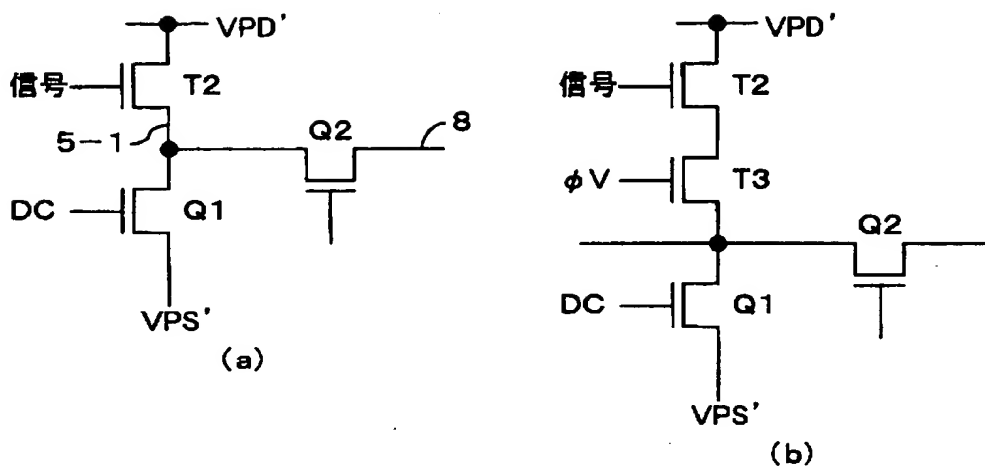 VPD'
信号
T2
5-1
Q2
8
DC
Q1
VPS'
(a)
VPD'
信号
T2
φV
T3
Q2
DC
Q1
VPS'
(b)